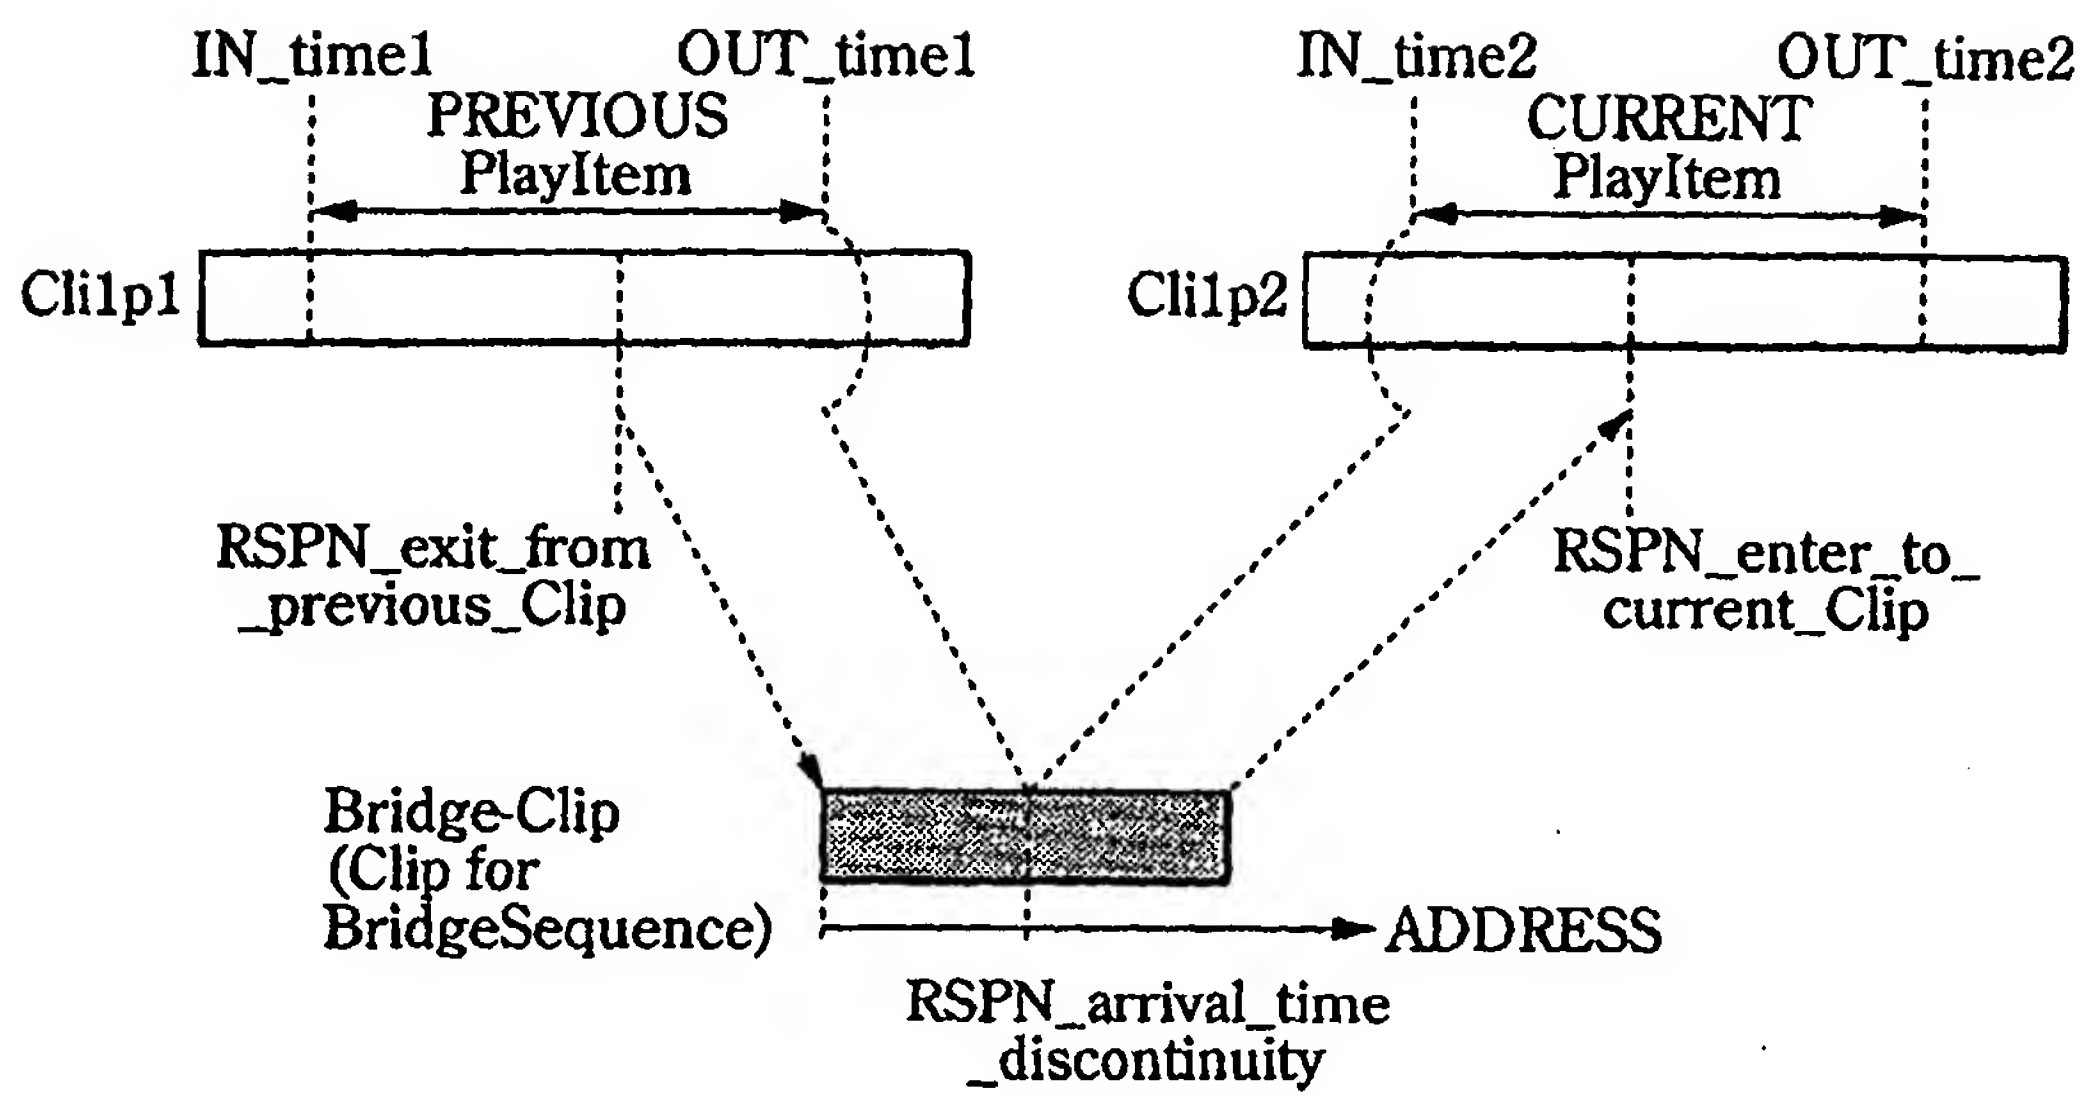 IN_time1
OUT_time1
IN_time2
OUT_time2
PREVIOUS
PlayItem
CURRENT
PlayItem
Cli1p1
Cli1p2
RSPN_exit_from
_previous_Clip
RSPN_enter_to_
current_Clip
Bridge-Clip
(Clip for
BridgeSequence)
ADDRESS
RSPN_arrival_time
_discontinuity